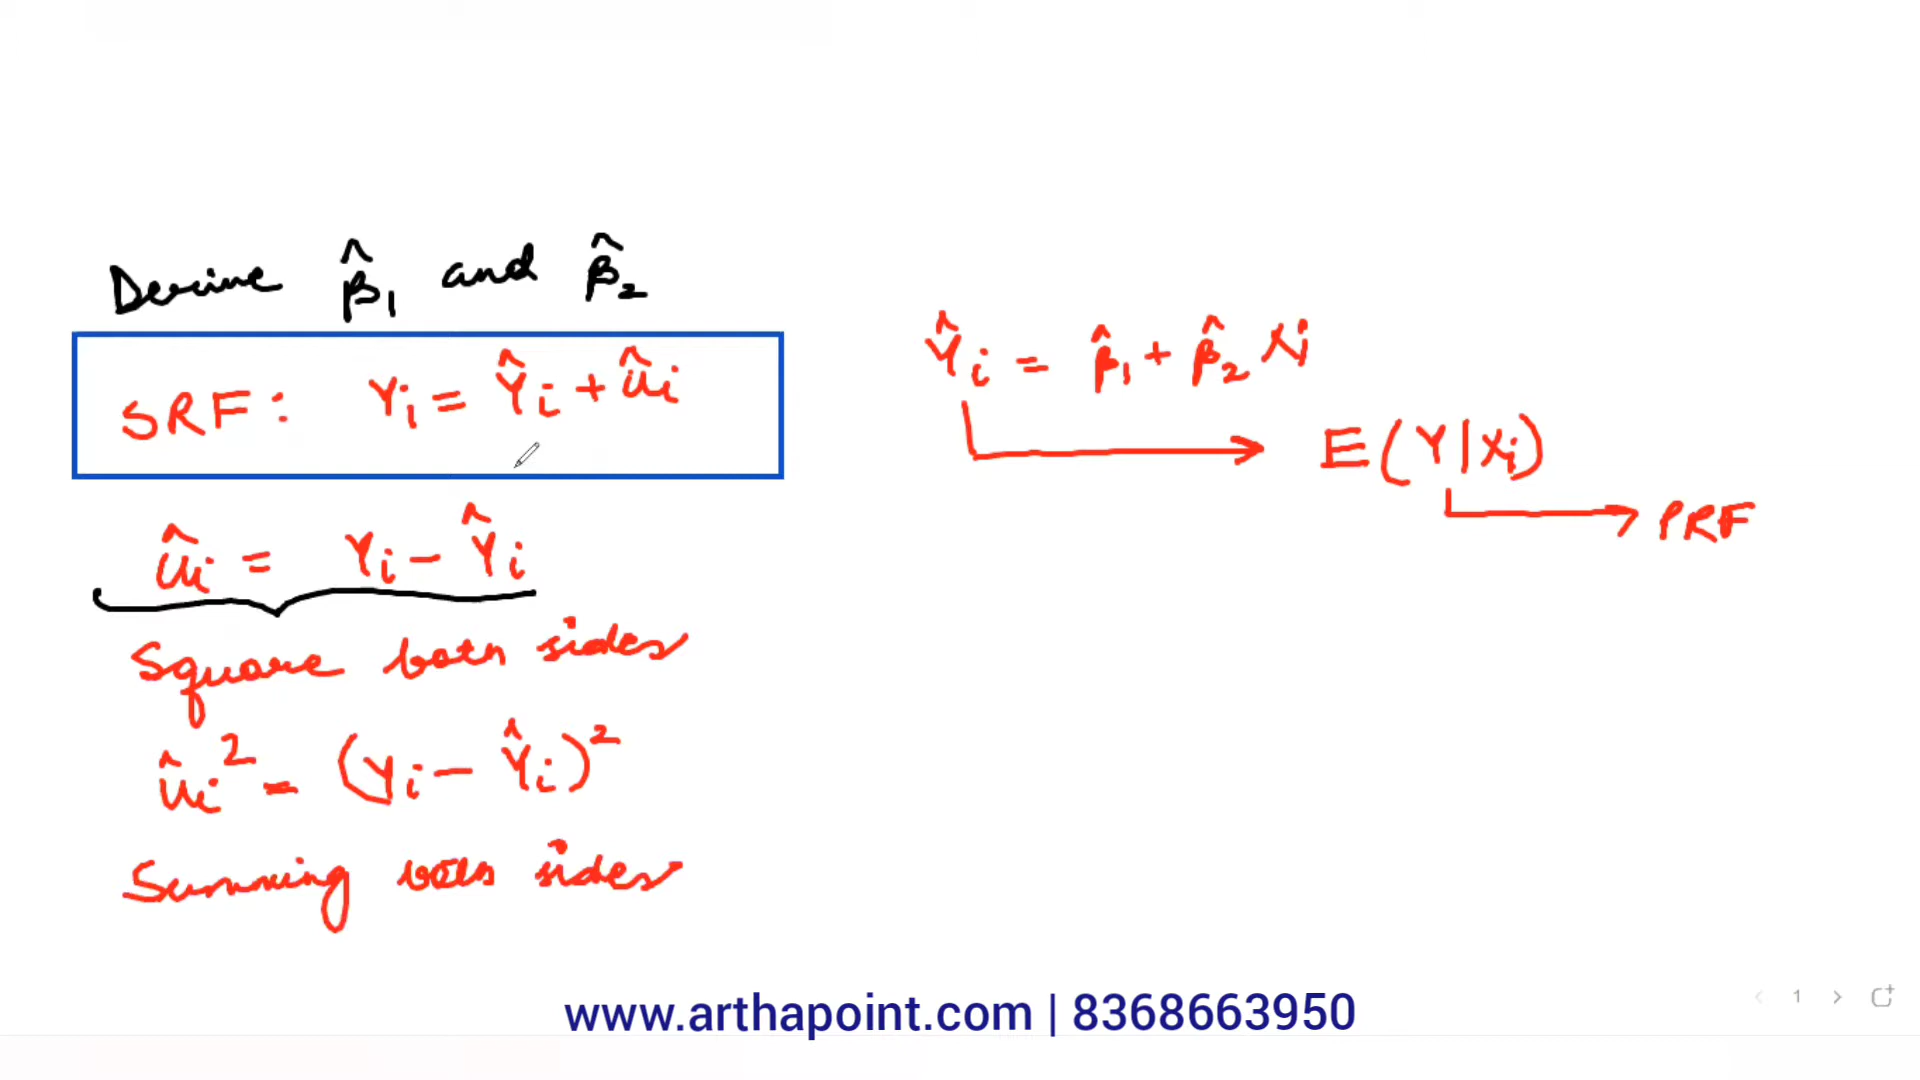 Derive β̂₁ and β̂₂
SRF: Yᵢ = Ŷᵢ + ûᵢ
ûᵢ = Yᵢ − Ŷᵢ
Square both sides
ûᵢ² = (Yᵢ − Ŷᵢ)²
Summing both sides
Ŷᵢ = β̂₁ + β̂₂ Xᵢ
E(Y|Xᵢ)
PRF
www.arthapoint.com | 8368663950
1